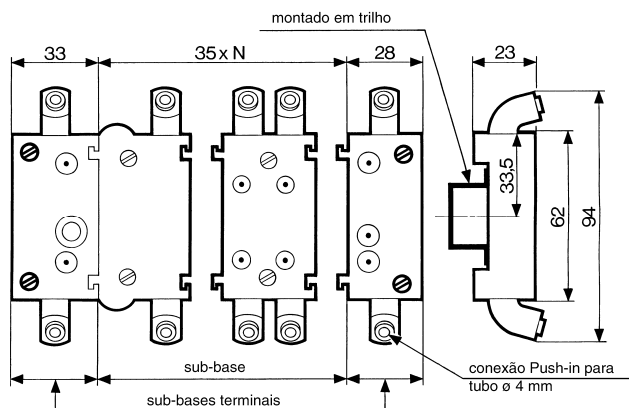 montado em trilho
33
35 x N
28
23
33,5
62
94
sub-base
sub-bases terminais
conexão Push-in para
tubo ø 4 mm